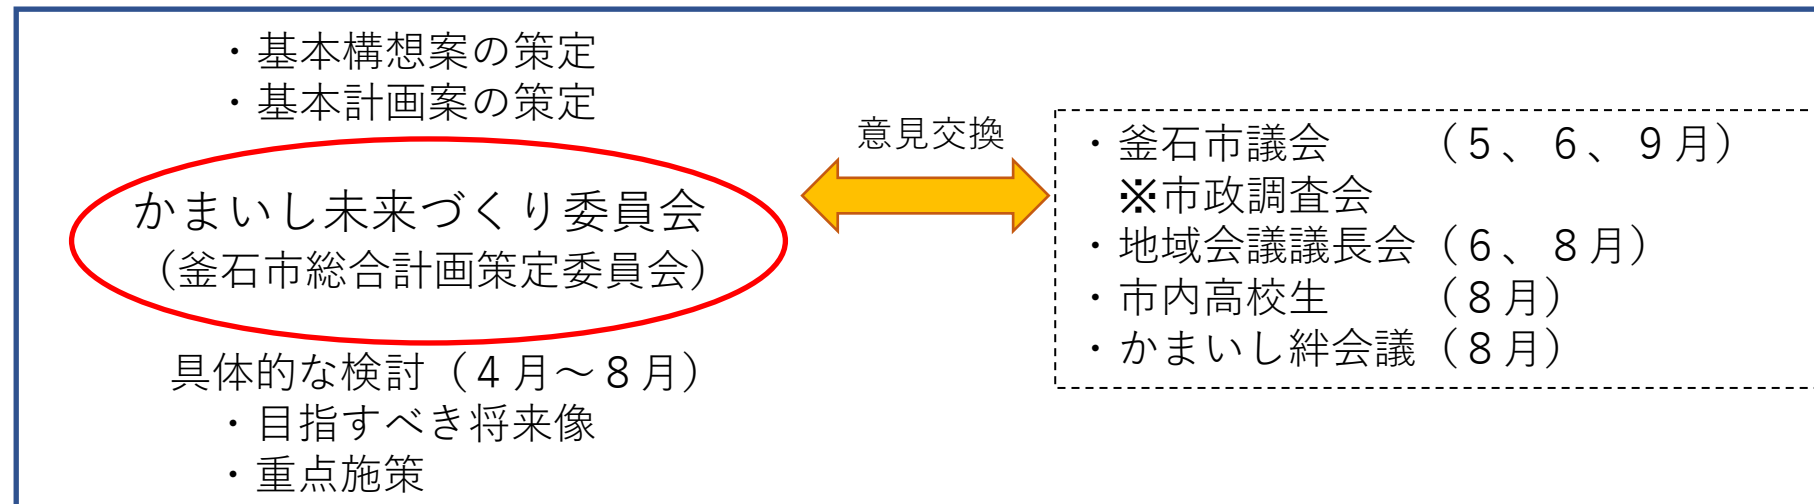 ・基本構想案の策定
・基本計画案の策定
かまいし未来づくり委員会
（釜石市総合計画策定委員会）
具体的な検討（４月～８月）
・目指すべき将来像
・重点施策
意見交換
・釜石市議会　　（５、６、９月）
※市政調査会
・地域会議議長会（６、８月）
・市内高校生　　（８月）
・かまいし絆会議（８月）